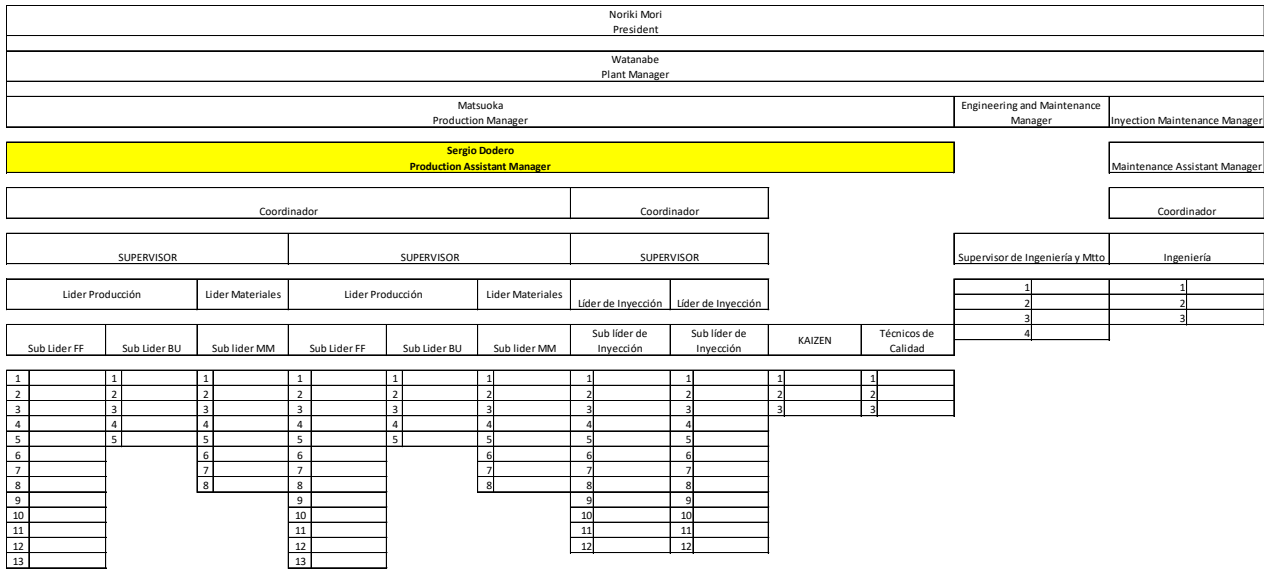 Noriki Mori
President
Watanabe
Plant Manager
Matsuoka
Production Manager
Engineering and Maintenance
Manager
Inyection Maintenance Manager
Sergio Dodero
Production Assistant Manager
Maintenance Assistant Manager
Coordinador
Coordinador
Coordinador
SUPERVISOR
SUPERVISOR
SUPERVISOR
Supervisor de Ingeniería y Mtto
Ingeniería
Lider Producción
Lider Materiales
Lider Producción
Lider Materiales
Líder de Inyección
Líder de Inyección
1
2
3
4
1
2
3
Sub Lider FF
Sub Lider BU
Sub lider MM
Sub Lider FF
Sub Lider BU
Sub lider MM
Sub líder de
Inyección
Sub líder de
Inyección
KAIZEN
Técnicos de
Calidad
1 1 1 1 1 1 1 1 1 1
2 2 2 2 2 2 2 2 2 2
3 3 3 3 3 3 3 3 3 3
4 4 4 4 4 4 4 4
5 5 5 5 5 5 5 5
6 6 6 6 6 6
7 7 7 7 7 7
8 8 8 8 8 8
9 9 9 9
10 10 10 10
11 11 11 11
12 12 12 12
13 13